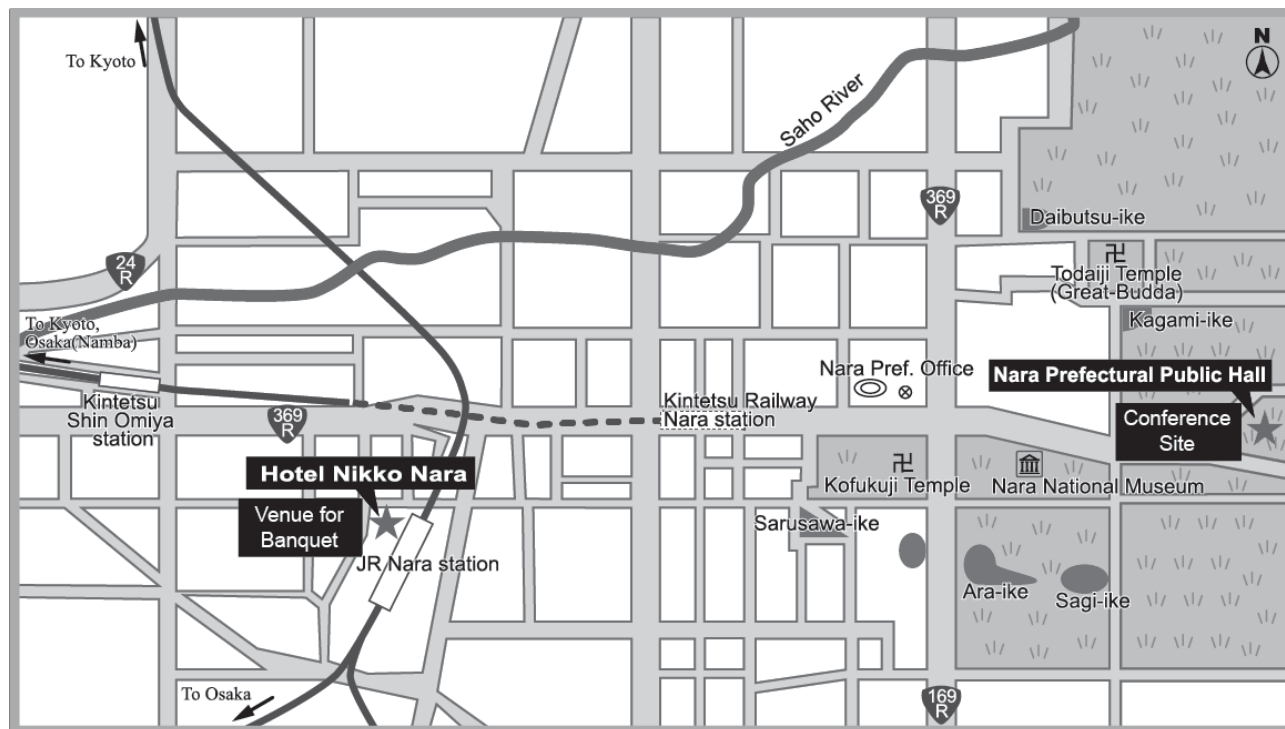 To Kyoto
N
Saho River
369
R
Daibutsu-ike
24
R
Todaiji Temple
(Great-Budda)
To Kyoto,
Osaka(Namba)
Kagami-ike
Nara Pref. Office
Nara Prefectural Public Hall
Kintetsu
Shin Omiya
station
369
R
Kintetsu Railway
Nara station
Conference
Site
Hotel Nikko Nara
Venue for
Banquet
卍
卍
Kofukuji Temple
Nara National Museum
Sarusawa-ike
JR Nara station
Ara-ike
Sagi-ike
To Osaka
169
R